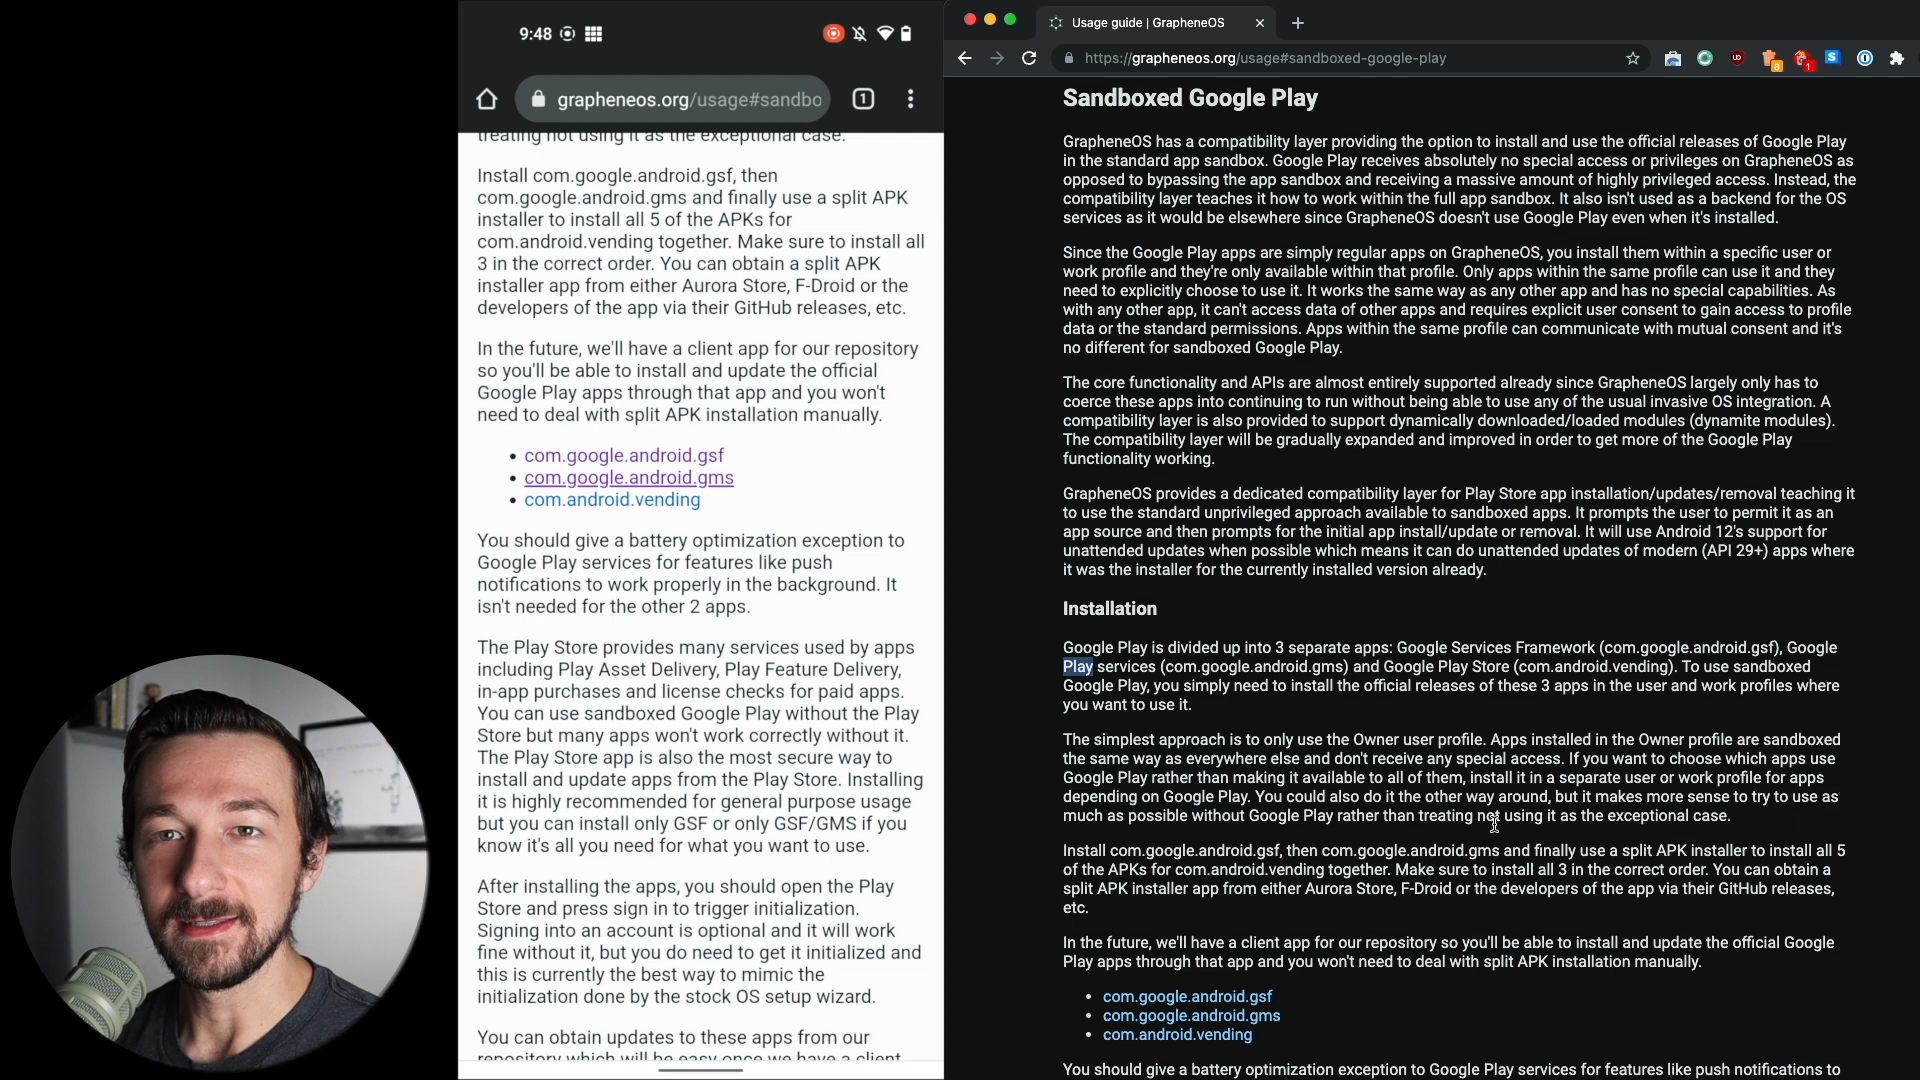 9:48
grapheneos.org/usage#sandbo
1
treating not using it as the exceptional case.
Install com.google.android.gsf, then
com.google.android.gms and finally use a split APK
installer to install all 5 of the APKs for
com.android.vending together. Make sure to install all
3 in the correct order. You can obtain a split APK
installer app from either Aurora Store, F-Droid or the
developers of the app via their GitHub releases, etc.
In the future, we'll have a client app for our repository
so you'll be able to install and update the official
Google Play apps through that app and you won't
need to deal with split APK installation manually.
• com.google.android.gsf
• com.google.android.gms
• com.android.vending
You should give a battery optimization exception to
Google Play services for features like push
notifications to work properly in the background. It
isn't needed for the other 2 apps.
The Play Store provides many services used by apps
including Play Asset Delivery, Play Feature Delivery,
in-app purchases and license checks for paid apps.
You can use sandboxed Google Play without the Play
Store but many apps won't work correctly without it.
The Play Store app is also the most secure way to
install and update apps from the Play Store. Installing
it is highly recommended for general purpose usage
but you can install only GSF or only GSF/GMS if you
know it's all you need for what you want to use.
After installing the apps, you should open the Play
Store and press sign in to trigger initialization.
Signing into an account is optional and it will work
fine without it, but you do need to get it initialized and
this is currently the best way to mimic the
initialization done by the stock OS setup wizard.
You can obtain updates to these apps from our
repository which will be easy once we have a client
Usage guide | GrapheneOS
https://grapheneos.org/usage#sandboxed-google-play
Sandboxed Google Play
GrapheneOS has a compatibility layer providing the option to install and use the official releases of Google Play
in the standard app sandbox. Google Play receives absolutely no special access or privileges on GrapheneOS as
opposed to bypassing the app sandbox and receiving a massive amount of highly privileged access. Instead, the
compatibility layer teaches it how to work within the full app sandbox. It also isn't used as a backend for the OS
services as it would be elsewhere since GrapheneOS doesn't use Google Play even when it's installed.
Since the Google Play apps are simply regular apps on GrapheneOS, you install them within a specific user or
work profile and they're only available within that profile. Only apps within the same profile can use it and they
need to explicitly choose to use it. It works the same way as any other app and has no special capabilities. As
with any other app, it can't access data of other apps and requires explicit user consent to gain access to profile
data or the standard permissions. Apps within the same profile can communicate with mutual consent and it's
no different for sandboxed Google Play.
The core functionality and APIs are almost entirely supported already since GrapheneOS largely only has to
coerce these apps into continuing to run without being able to use any of the usual invasive OS integration. A
compatibility layer is also provided to support dynamically downloaded/loaded modules (dynamite modules).
The compatibility layer will be gradually expanded and improved in order to get more of the Google Play
functionality working.
GrapheneOS provides a dedicated compatibility layer for Play Store app installation/updates/removal teaching it
to use the standard unprivileged approach available to sandboxed apps. It prompts the user to permit it as an
app source and then prompts for the initial app install/update or removal. It will use Android 12's support for
unattended updates when possible which means it can do unattended updates of modern (API 29+) apps where
it was the installer for the currently installed version already.
Installation
Google Play is divided up into 3 separate apps: Google Services Framework (com.google.android.gsf), Google
Play services (com.google.android.gms) and Google Play Store (com.android.vending). To use sandboxed
Google Play, you simply need to install the official releases of these 3 apps in the user and work profiles where
you want to use it.
The simplest approach is to only use the Owner user profile. Apps installed in the Owner profile are sandboxed
the same way as everywhere else and don't receive any special access. If you want to choose which apps use
Google Play rather than making it available to all of them, install it in a separate user or work profile for apps
depending on Google Play. You could also do it the other way around, but it makes more sense to try to use as
much as possible without Google Play rather than treating not using it as the exceptional case.
Install com.google.android.gsf, then com.google.android.gms and finally use a split APK installer to install all 5
of the APKs for com.android.vending together. Make sure to install all 3 in the correct order. You can obtain a
split APK installer app from either Aurora Store, F-Droid or the developers of the app via their GitHub releases,
etc.
In the future, we'll have a client app for our repository so you'll be able to install and update the official Google
Play apps through that app and you won't need to deal with split APK installation manually.
• com.google.android.gsf
• com.google.android.gms
• com.android.vending
You should give a battery optimization exception to Google Play services for features like push notifications to